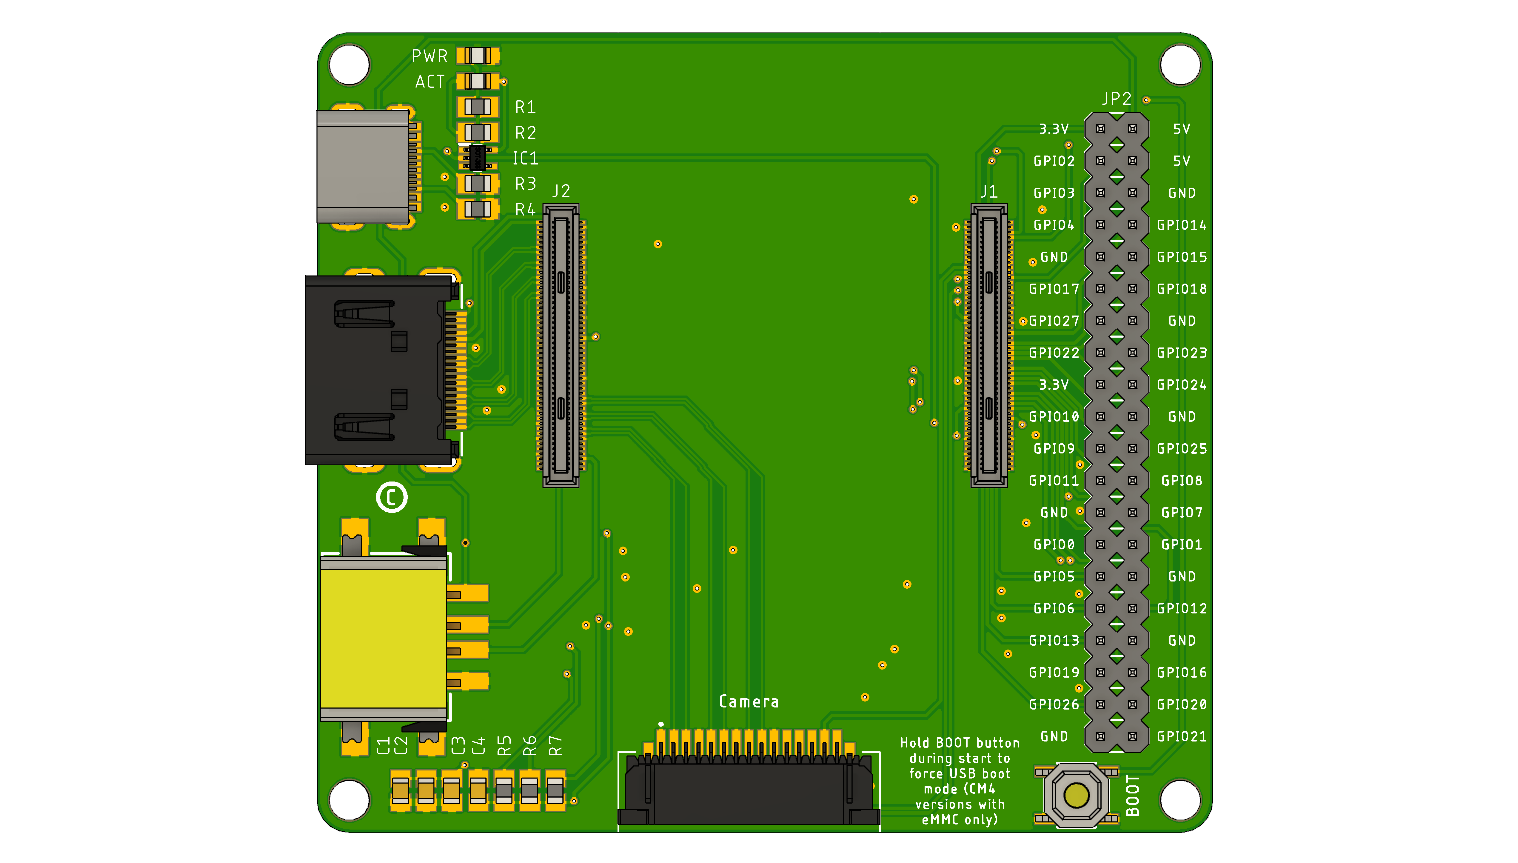 PWR
ACT
R1
R2
IC1
R3
R4
J2
J1
JP2
3.3V 5V
GPIO2 5V
GPIO3 GND
GPIO4 GPIO14
GND GPIO15
GPIO17 GPIO18
GPIO27 GND
GPIO22 GPIO23
3.3V GPIO24
GPIO10 GND
GPIO9 GPIO25
GPIO11 GPIO8
GND GPIO7
GPIO0 GPIO1
GPIO5 GND
GPIO6 GPIO12
GPIO13 GND
GPIO19 GPIO16
GPIO26 GPIO20
GND GPIO21
©
C1
C2
C3
C4
R5
R6
R7
Camera
Hold BOOT button
during start to
force USB boot
mode (CM4
versions with
eMMC only)
BOOT